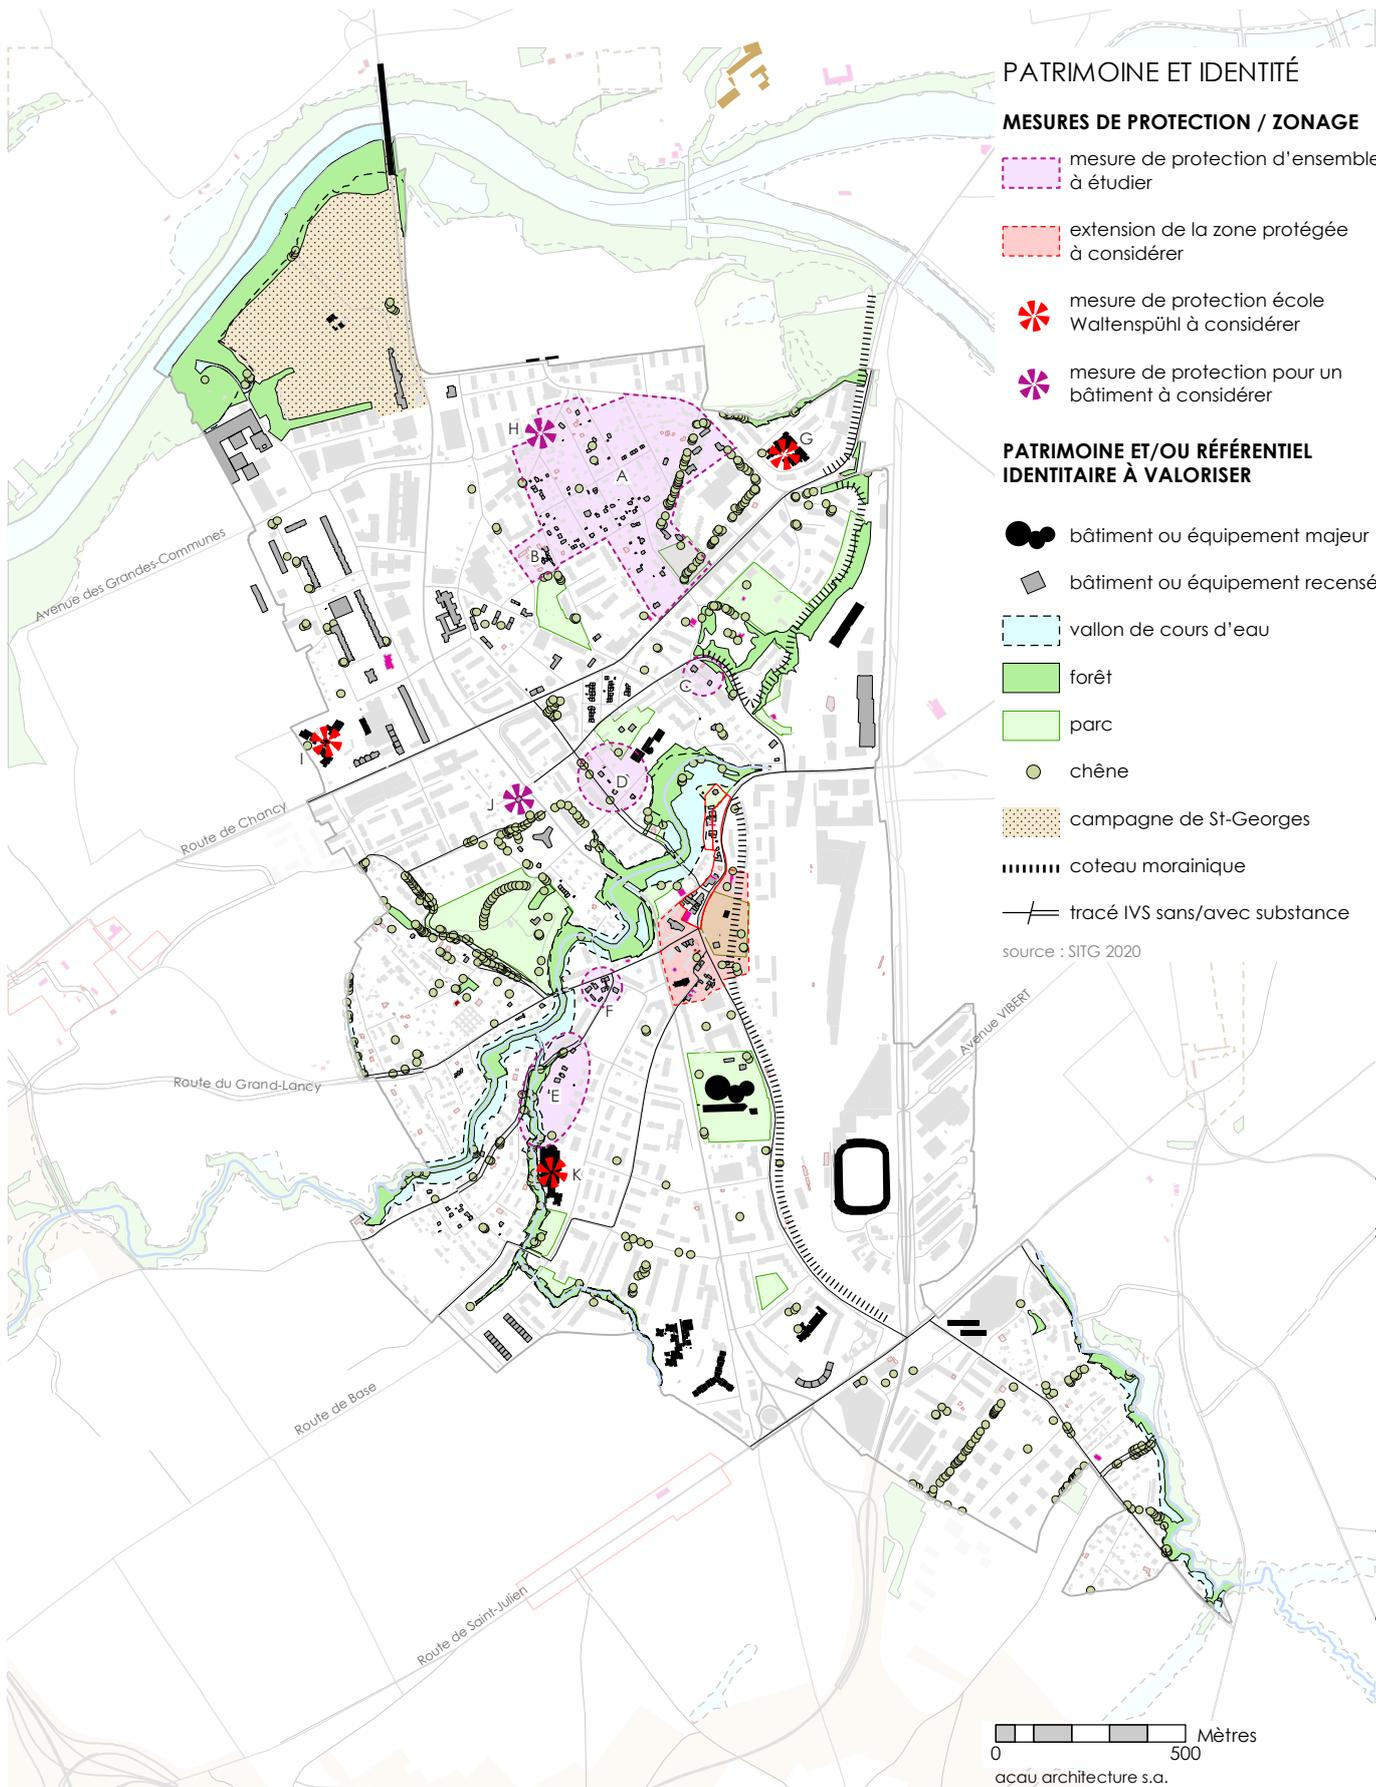 PATRIMOINE ET IDENTITÉ
MESURES DE PROTECTION / ZONAGE
mesure de protection d'ensemble
à étudier
extension de la zone protégée
à considérer
mesure de protection école
Waltenspühl à considérer
mesure de protection pour un
bâtiment à considérer
PATRIMOINE ET/OU RÉFÉRENTIEL
IDENTITAIRE À VALORISER
bâtiment ou équipement majeur
bâtiment ou équipement recensé
vallon de cours d'eau
forêt
parc
chêne
campagne de St-Georges
coteau morainique
tracé IVS sans/avec substance
source : SITG 2020
H
G
A
B
Avenue des Grandes-Communes
C
I
D
J
Route de Chancy
F
Avenue VIBERT
Route du Grand-Lancy
E
K
Route de Base
Route de Saint-Julien
Mètres
0
500
acau architecture s.a.